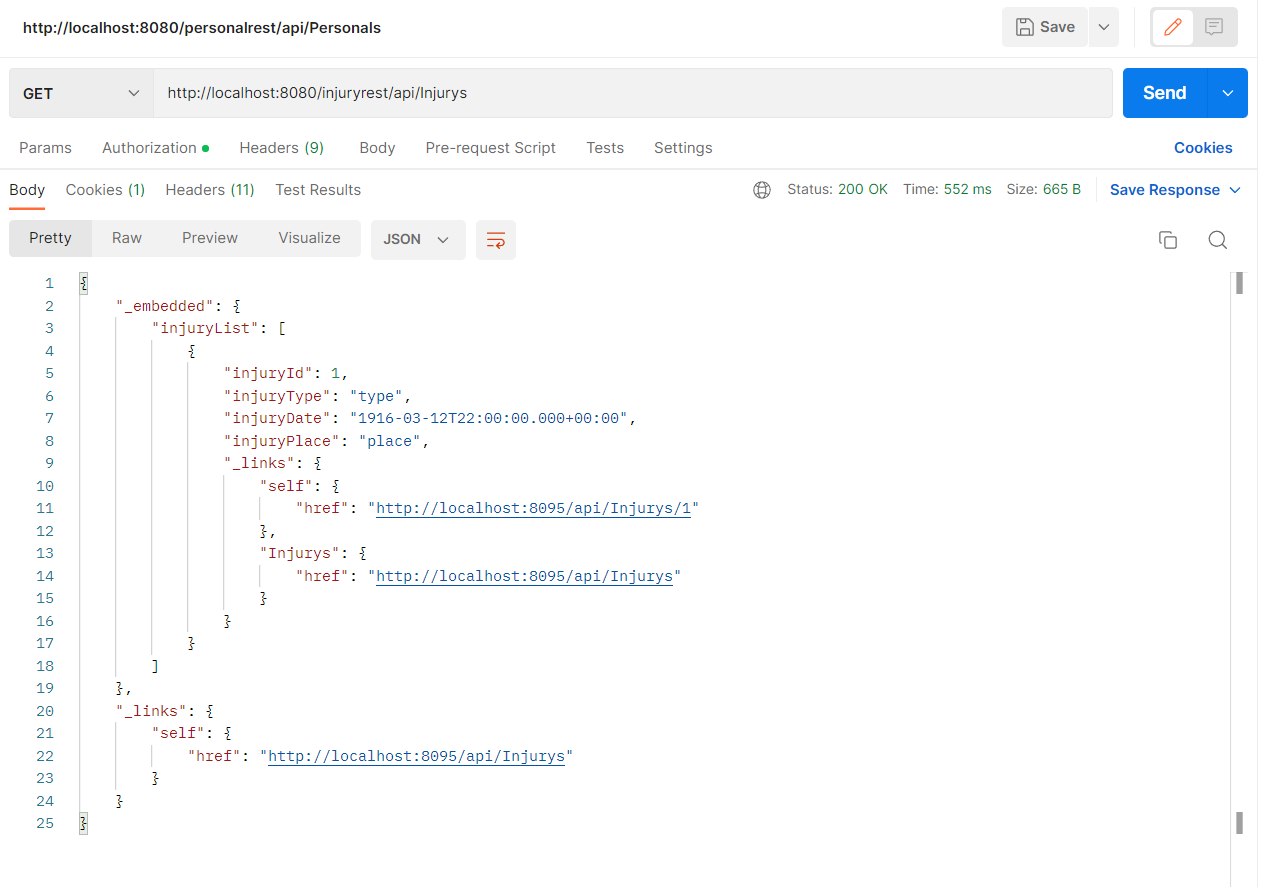 http://localhost:8080/personalrest/api/Personals Save
GET http://localhost:8080/injuryrest/api/Injurys Send
Params Authorization Headers (9) Body Pre-request Script Tests Settings Cookies
Body Cookies (1) Headers (11) Test Results Status: 200 OK Time: 552 ms Size: 665 B Save Response
Pretty Raw Preview Visualize JSON
1 {
2 "_embedded": {
3 "injuryList": [
4 {
5 "injuryId": 1,
6 "injuryType": "type",
7 "injuryDate": "1916-03-12T22:00:00.000+00:00",
8 "injuryPlace": "place",
9 "_links": {
10 "self": {
11 "href": "http://localhost:8095/api/Injurys/1"
12 },
13 "Injurys": {
14 "href": "http://localhost:8095/api/Injurys"
15 }
16 }
17 }
18 ]
19 },
20 "_links": {
21 "self": {
22 "href": "http://localhost:8095/api/Injurys"
23 }
24 }
25 }